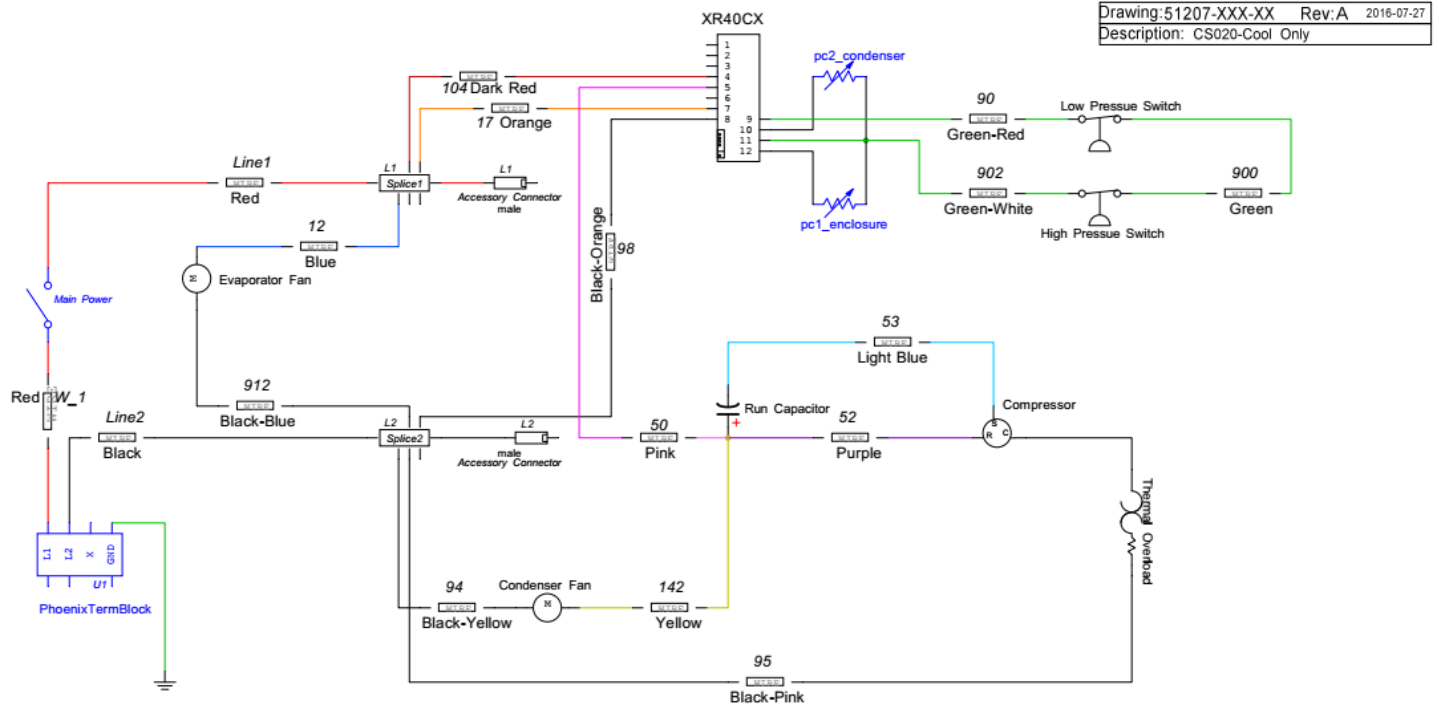 Drawing:51207-XXX-XX Rev:A 2016-07-27
Description: CS020-Cool Only
XR40CX
1
2
3
4
5
6
7
8
9
10
11
12
pc2_condenser
pc1_enclosure
104 Dark Red
17 Orange
90
Green-Red
Low Pressue Switch
902
Green-White
High Pressue Switch
900
Green
Line1
Red
L1
Splice1
L1
Accessory Connector
male
12
Blue
M
Evaporator Fan
Black-Orange
98
Main Power
Red W_1
912
Black-Blue
Line2
Black
L2
Splice2
L2
male
Accessory Connector
53
Light Blue
Run Capacitor
+
50
Pink
52
Purple
Compressor
S
R
C
Thermal Overload
L1
L2
X
GND
U1
PhoenixTermBlock
94
Black-Yellow
Condenser Fan
M
142
Yellow
95
Black-Pink